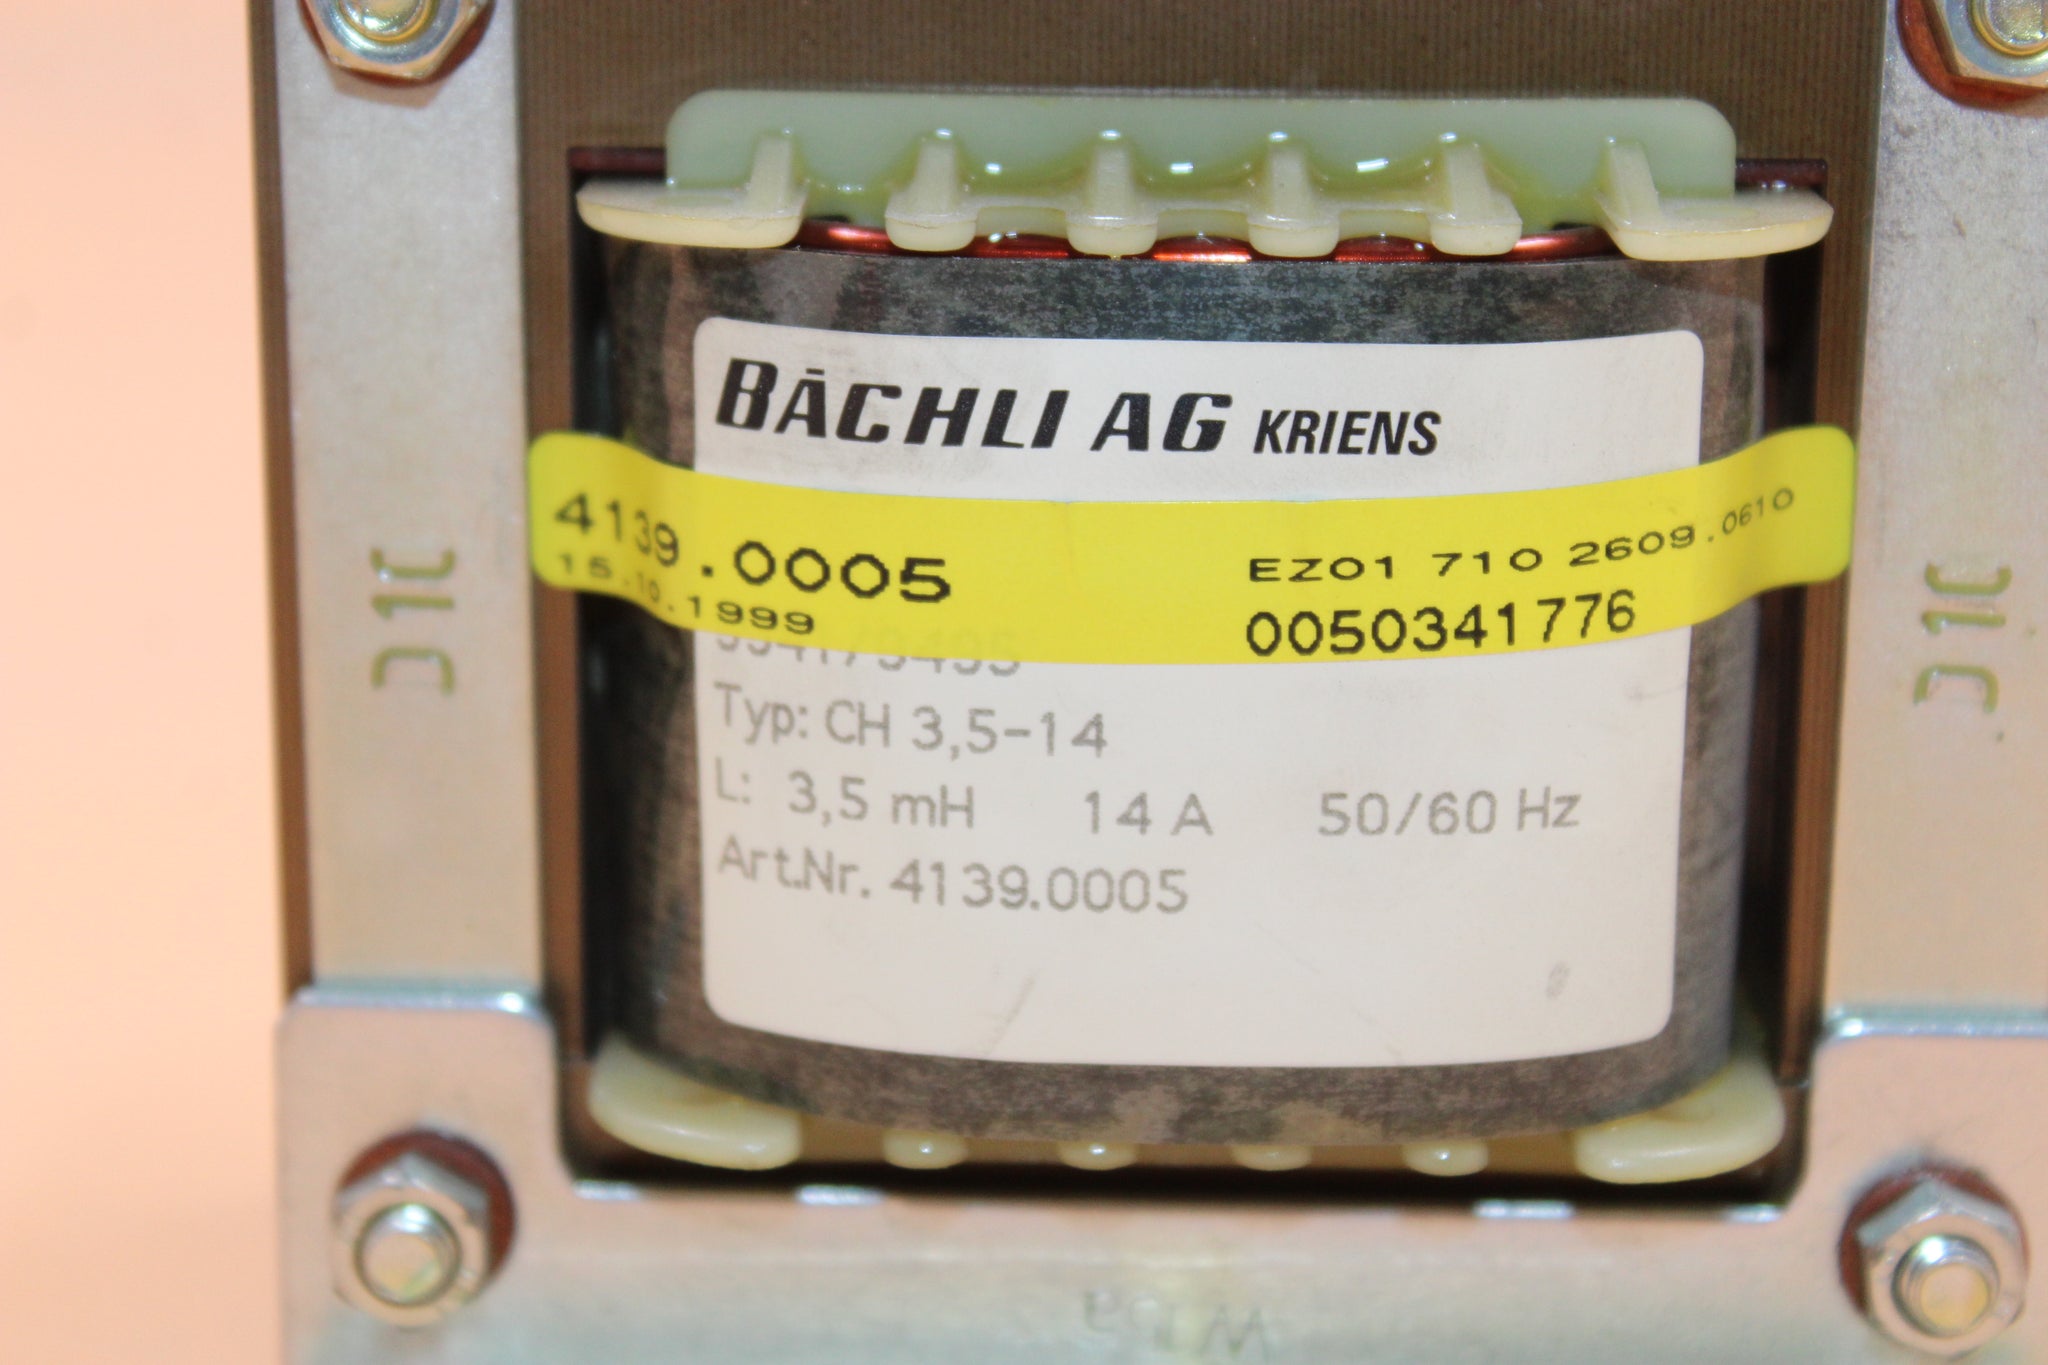 BÄCHLI AG KRIENS
4139.0005
15.10.1999
EZ01 710 2609.0610
0050341776
Typ: CH 3,5-14
L: 3,5 mH 14 A 50/60 Hz
Art.Nr. 4139.0005